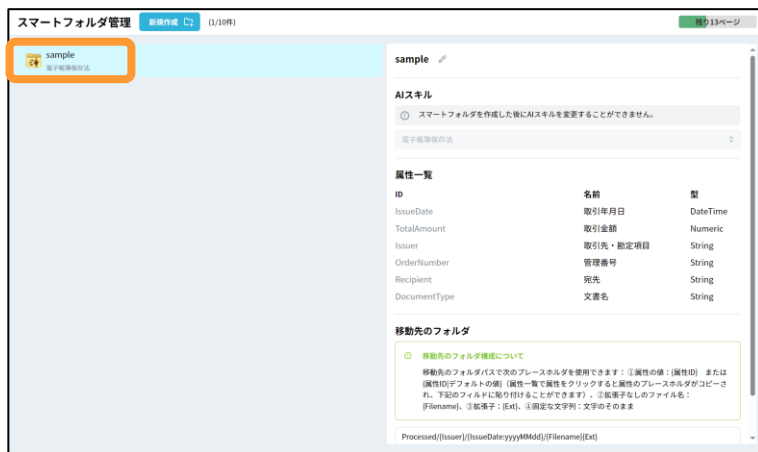 スマートフォルダ管理 新規作成 (1/10件) 残り13ページ
sample
電子帳簿保存法
sample
AIスキル
スマートフォルダを作成した後にAIスキルを変更することができません。
電子帳簿保存法
属性一覧
ID 名前 型
IssueDate 取引年月日 DateTime
TotalAmount 取引金額 Numeric
Issuer 取引先・勘定項目 String
OrderNumber 管理番号 String
Recipient 宛先 String
DocumentType 文書名 String
移動先のフォルダ
移動先のフォルダ構成について
移動先のフォルダパスで次のプレースホルダを使用できます：①属性の値：{属性ID} または
{属性ID|デフォルトの値}（属性一覧で属性をクリックすると属性のプレースホルダがコピーさ
れ、下記のフィールドに貼り付けることができます）、②拡張子なしのファイル名：
{Filename}、③拡張子：{Ext}、④固定な文字列：文字のそのまま
Processed/{Issuer}/{IssueDate:yyyyMMdd}/{Filename}{Ext}